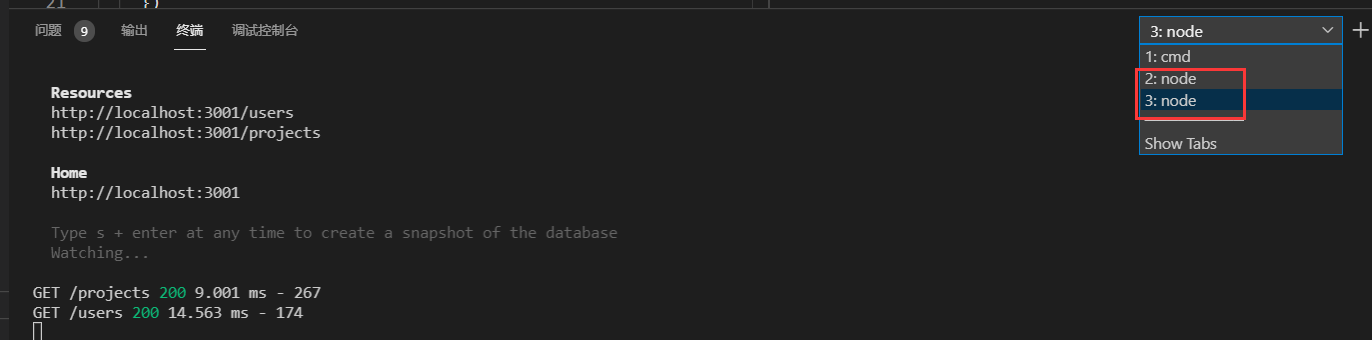 21
})
问题 9 输出 终端 调试控制台
3: node
1: cmd
2: node
3: node
Show Tabs
Resources
http://localhost:3001/users
http://localhost:3001/projects
Home
http://localhost:3001
Type s + enter at any time to create a snapshot of the database
Watching...
GET /projects 200 9.001 ms - 267
GET /users 200 14.563 ms - 174